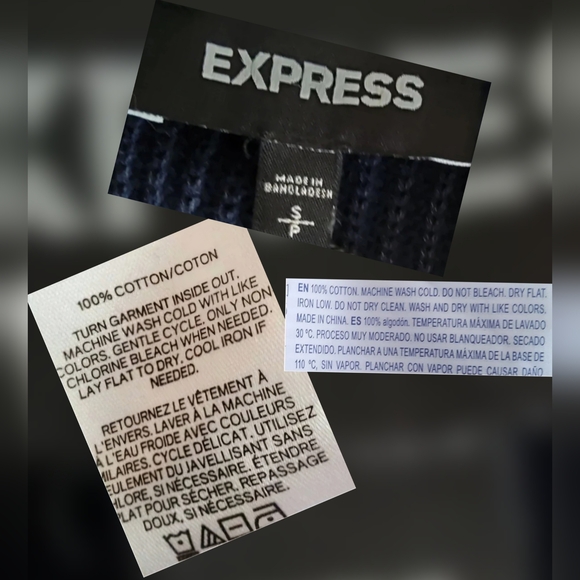 EXPRESS
MADE IN
BANGLADESH
S
P
100% COTTON/COTON
TURN GARMENT INSIDE OUT,
MACHINE WASH COLD WITH LIKE
COLORS. GENTLE CYCLE. ONLY NON
CHLORINE BLEACH WHEN NEEDED.
LAY FLAT TO DRY. COOL IRON IF
NEEDED.
RETOURNEZ LE VÊTEMENT À
L'ENVERS. LAVER À LA MACHINE
À L'EAU FROIDE AVEC COULEURS
MILAIRES. CYCLE DÉLICAT. UTILISEZ
EULEMENT DU JAVELLISANT SANS
HLORE, SI NÉCESSAIRE. ÉTENDRE
PLAT POUR SÉCHER. REPASSAGE
DOUX, SI NÉCESSAIRE.
EN 100% COTTON. MACHINE WASH COLD. DO NOT BLEACH. DRY FLAT.
IRON LOW. DO NOT DRY CLEAN. WASH AND DRY WITH LIKE COLORS.
MADE IN CHINA. ES 100% algodón. TEMPERATURA MÁXIMA DE LAVADO
30 ºC. PROCESO MUY MODERADO. NO USAR BLANQUEADOR. SECADO
EXTENDIDO. PLANCHAR A UNA TEMPERATURA MÁXIMA DE LA BASE DE
110 ºC, SIN VAPOR. PLANCHAR CON VAPOR PUEDE CAUSAR DAÑO